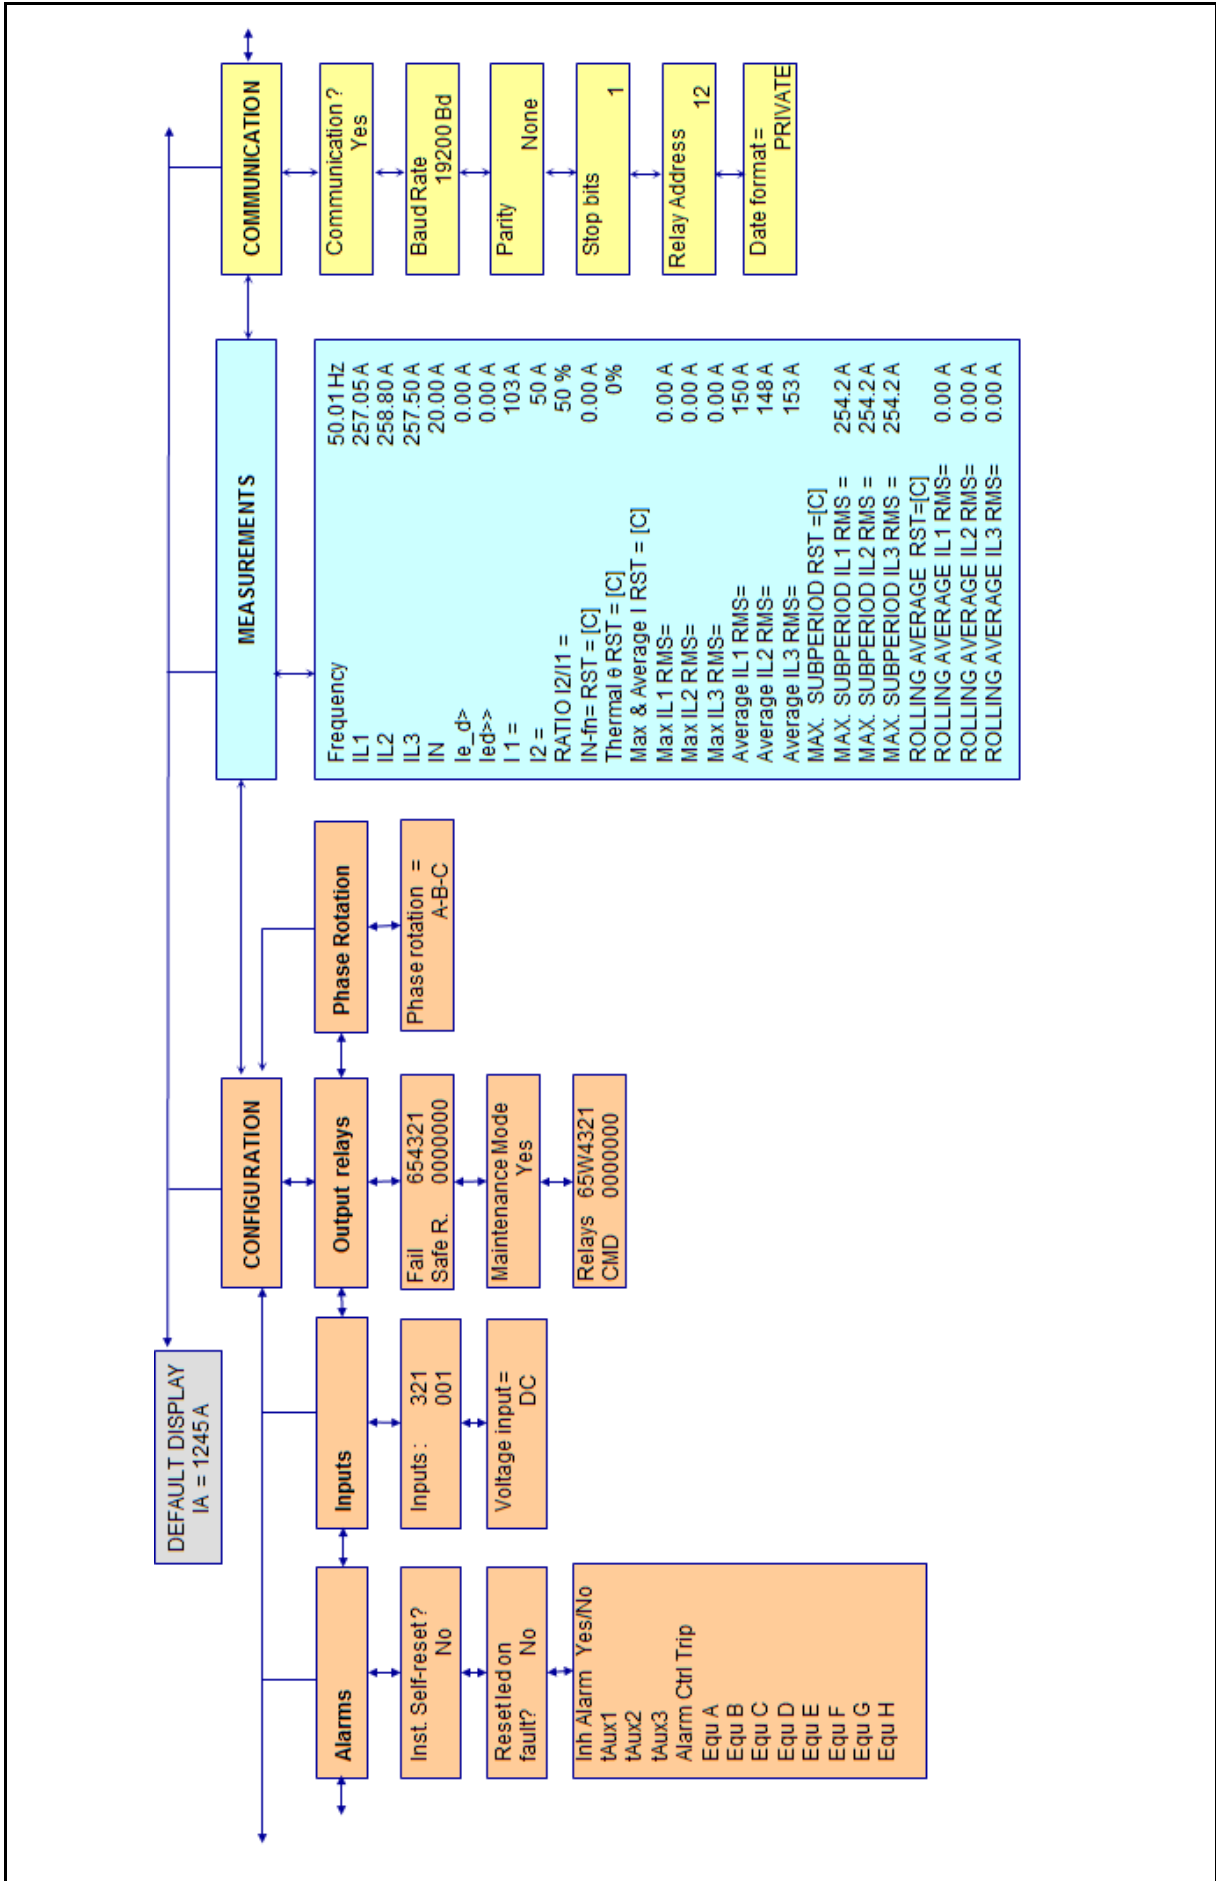 DEFAULT DISPLAY
IA = 1245 A
CONFIGURATION
Alarms
Inst. Self-reset ?
No
Reset led on
fault? No
Inh Alarm Yes/No
tAux1
tAux2
tAux3
Alarm Ctrl Trip
Equ A
Equ B
Equ C
Equ D
Equ E
Equ F
Equ G
Equ H
Inputs
Inputs : 321
001
Voltage input =
DC
Output relays
Fail 654321
Safe R. 0000000
Maintenance Mode
Yes
Relays 65W4321
CMD 0000000
Phase Rotation
Phase rotation =
A-B-C
MEASUREMENTS
Frequency 50.01 Hz
IL1 257.05 A
IL2 258.80 A
IL3 257.50 A
IN 20.00 A
Ie_d> 0.00 A
Ied>> 0.00 A
I1 = 103 A
I2 = 50 A
RATIO I2/I1 = 50 %
IN-fn= RST = [C] 0.00 A
Thermal θ RST = [C] 0%
Max & Average I RST = [C]
Max IL1 RMS= 0.00 A
Max IL2 RMS= 0.00 A
Max IL3 RMS= 0.00 A
Average IL1 RMS= 150 A
Average IL2 RMS= 148 A
Average IL3 RMS= 153 A
MAX. SUBPERIOD RST =[C]
MAX. SUBPERIOD IL1 RMS = 254.2 A
MAX. SUBPERIOD IL2 RMS = 254.2 A
MAX. SUBPERIOD IL3 RMS = 254.2 A
ROLLING AVERAGE RST=[C]
ROLLING AVERAGE IL1 RMS= 0.00 A
ROLLING AVERAGE IL2 RMS= 0.00 A
ROLLING AVERAGE IL3 RMS= 0.00 A
COMMUNICATION
Communication ?
Yes
Baud Rate
19200 Bd
Parity
None
Stop bits
1
Relay Address
12
Date format =
PRIVATE